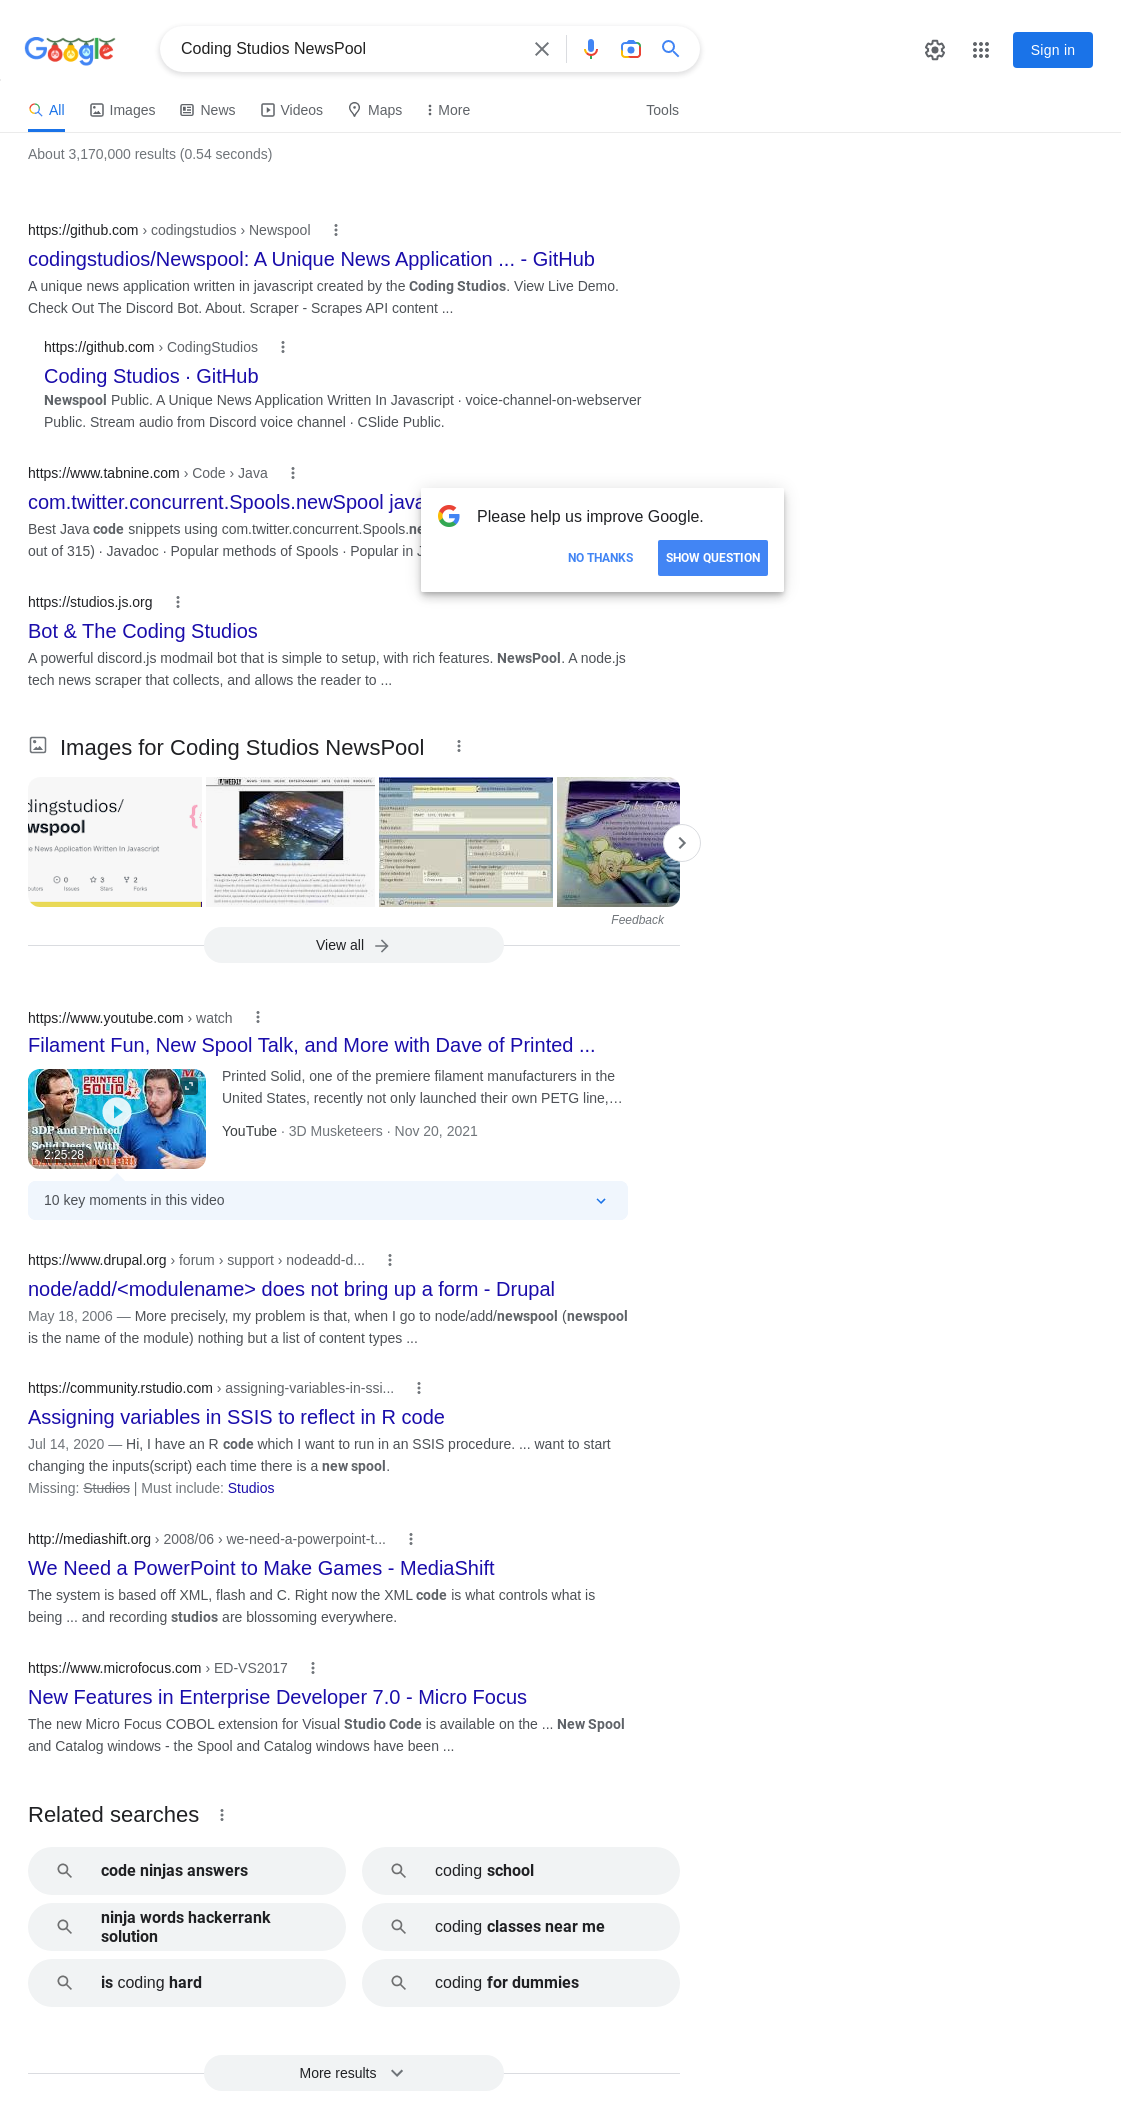 Google
Coding Studios NewsPool
Sign in
All
Images
News
Videos
Maps
More
Tools
About 3,170,000 results (0.54 seconds)
https://github.com › codingstudios › Newspool
codingstudios/Newspool: A Unique News Application ... - GitHub
A unique news application written in javascript created by the Coding Studios. View Live Demo.
Check Out The Discord Bot. About. Scraper - Scrapes API content ...
https://github.com › CodingStudios
Coding Studios · GitHub
Newspool Public. A Unique News Application Written In Javascript · voice-channel-on-webserver
Public. Stream audio from Discord voice channel · CSlide Public.
https://www.tabnine.com › Code › Java
com.twitter.concurrent.Spools.newSpool java
Best Java code snippets using com.twitter.concurrent.Spools.ne
out of 315) · Javadoc · Popular methods of Spools · Popular in J
Please help us improve Google.
NO THANKS
SHOW QUESTION
https://studios.js.org
Bot & The Coding Studios
A powerful discord.js modmail bot that is simple to setup, with rich features. NewsPool. A node.js
tech news scraper that collects, and allows the reader to ...
Images for Coding Studios NewsPool
dingstudios/
wspool
e News Application Written In Javascript
0
3
2
Issues
Stars
Forks
Feedback
View all
https://www.youtube.com › watch
Filament Fun, New Spool Talk, and More with Dave of Printed ...
PRINTED
SOLID
3DP and Printed
Solid Deets With
2:25:28
Printed Solid, one of the premiere filament manufacturers in the
United States, recently not only launched their own PETG line,…
YouTube · 3D Musketeers · Nov 20, 2021
10 key moments in this video
https://www.drupal.org › forum › support › nodeadd-d...
node/add/<modulename> does not bring up a form - Drupal
May 18, 2006 — More precisely, my problem is that, when I go to node/add/newspool (newspool
is the name of the module) nothing but a list of content types ...
https://community.rstudio.com › assigning-variables-in-ssi...
Assigning variables in SSIS to reflect in R code
Jul 14, 2020 — Hi, I have an R code which I want to run in an SSIS procedure. ... want to start
changing the inputs(script) each time there is a new spool.
Missing: Studios | Must include: Studios
http://mediashift.org › 2008/06 › we-need-a-powerpoint-t...
We Need a PowerPoint to Make Games - MediaShift
The system is based off XML, flash and C. Right now the XML code is what controls what is
being ... and recording studios are blossoming everywhere.
https://www.microfocus.com › ED-VS2017
New Features in Enterprise Developer 7.0 - Micro Focus
The new Micro Focus COBOL extension for Visual Studio Code is available on the ... New Spool
and Catalog windows - the Spool and Catalog windows have been ...
Related searches
code ninjas answers
coding school
ninja words hackerrank
solution
coding classes near me
is coding hard
coding for dummies
More results